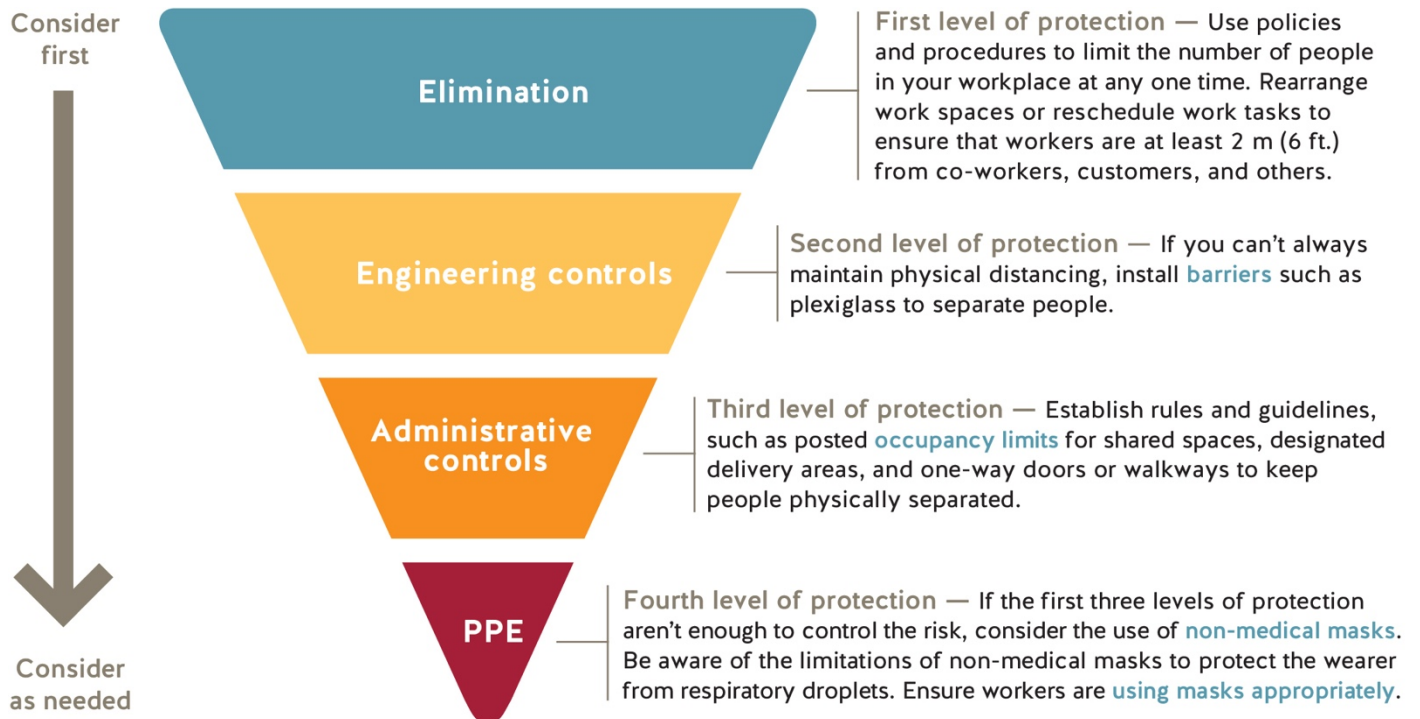 Consider
first
Elimination
First level of protection — Use policies
and procedures to limit the number of people
in your workplace at any one time. Rearrange
work spaces or reschedule work tasks to
ensure that workers are at least 2 m (6 ft.)
from co-workers, customers, and others.
Engineering controls
Second level of protection — If you can’t always
maintain physical distancing, install barriers such as
plexiglass to separate people.
Administrative
controls
Third level of protection — Establish rules and guidelines,
such as posted occupancy limits for shared spaces, designated
delivery areas, and one-way doors or walkways to keep
people physically separated.
PPE
Fourth level of protection — If the first three levels of protection
aren’t enough to control the risk, consider the use of non-medical masks.
Be aware of the limitations of non-medical masks to protect the wearer
from respiratory droplets. Ensure workers are using masks appropriately.
Consider
as needed